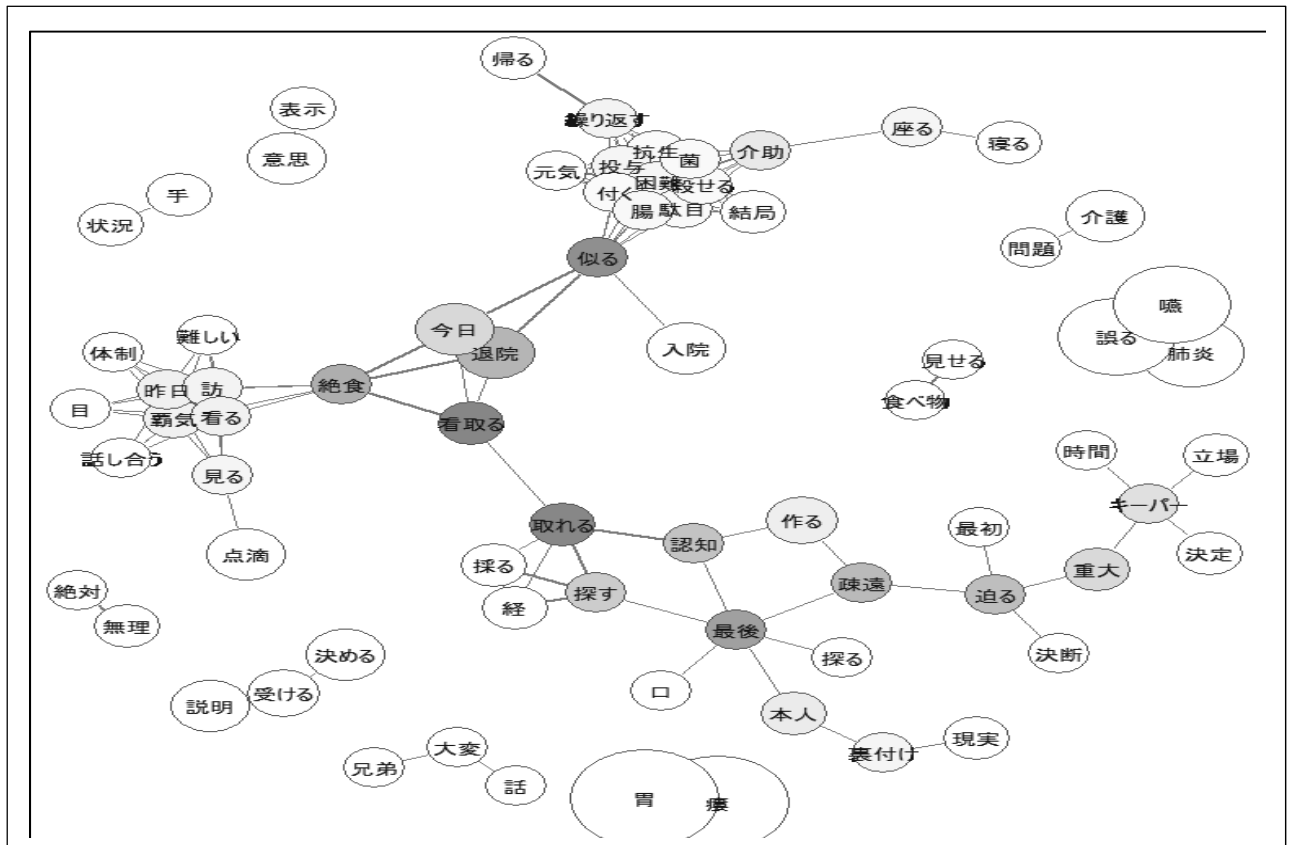 帰る
表示
意思
手
状況
繰り返す
抗生
菌
介助
座る
寝る
元気
投与
困難
付く
腸
駄目
結局
似る
介護
問題
嚥
誤る
肺炎
今日
退院
入院
見せる
食べ物
難しい
体制
昨日
訪
目
覇気
看る
話し合う
見る
点滴
絶食
看取る
取れる
認知
作る
採る
経
探す
疎遠
最後
口
探る
最初
迫る
決断
重大
キーパー
時間
立場
決定
絶対
無理
決める
受ける
説明
本人
裏付け
現実
兄弟
大変
話
胃
瘻